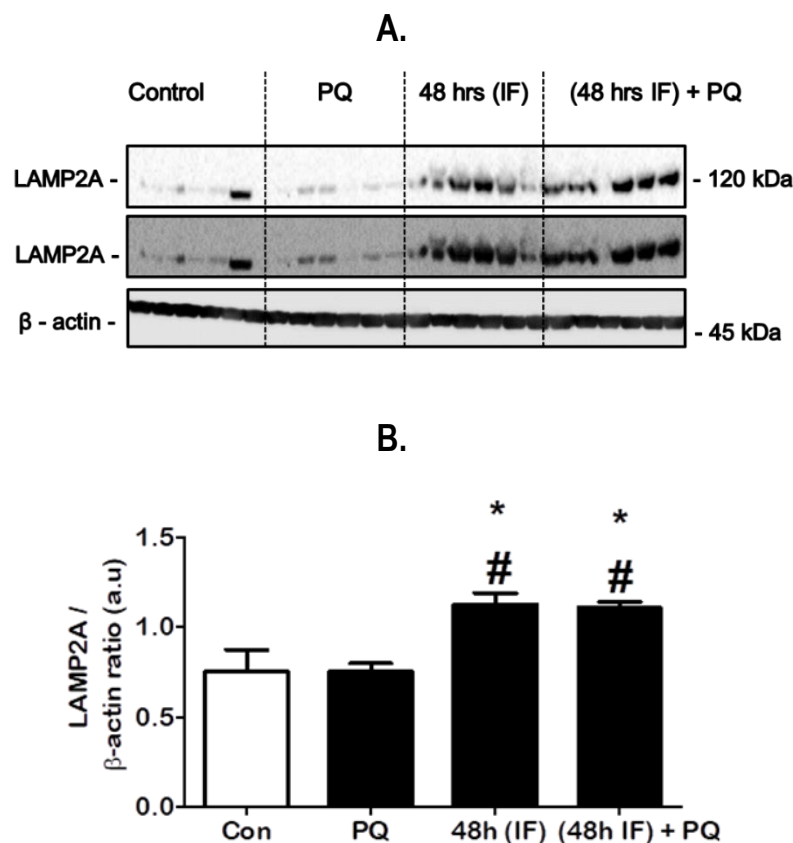 A.
Control PQ 48 hrs (IF) (48 hrs IF) + PQ
LAMP2A - - 120 kDa
LAMP2A -
β - actin - - 45 kDa
B.
* *
# #
LAMP2A /
β-actin ratio (a.u)
1.5
1.0
0.5
0.0
Con PQ 48h (IF) (48h IF) + PQ